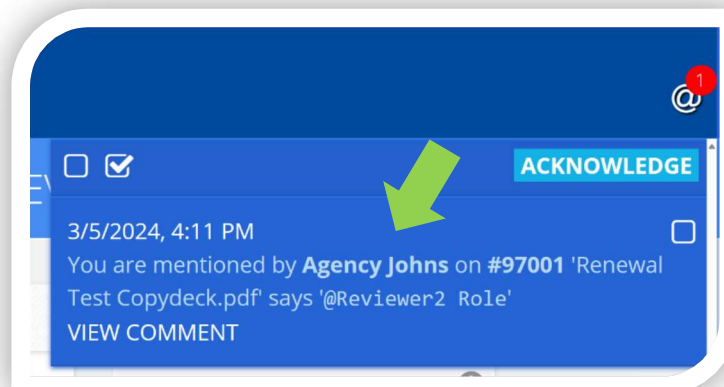 @ 1
ACKNOWLEDGE
3/5/2024, 4:11 PM
You are mentioned by Agency Johns on #97001 'Renewal
Test Copydeck.pdf' says '@Reviewer2 Role'
VIEW COMMENT